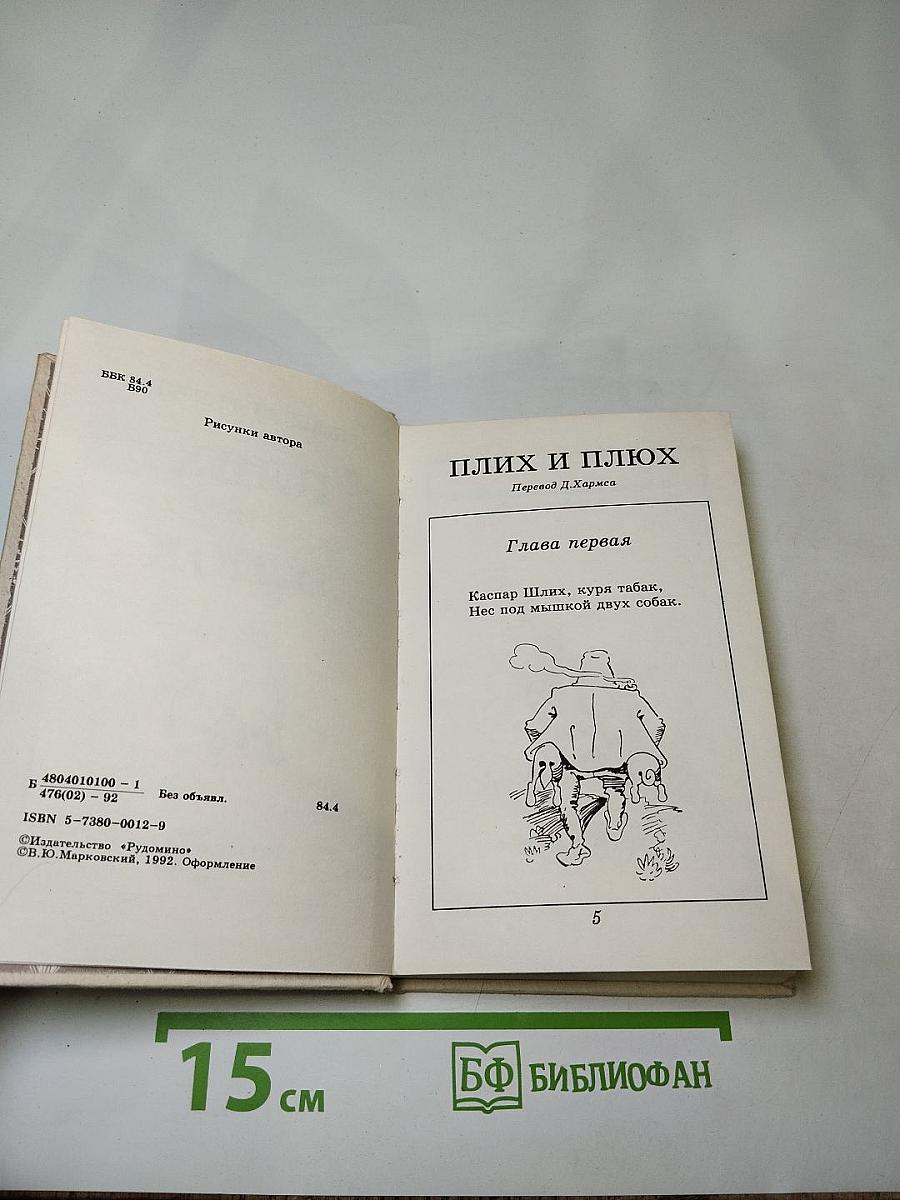 ББК 84.4
Б90
Рисунки автора
Б 4804010100 – 1
476(02) – 92
Без объявл.
84.4
ISBN 5–7380–0012–9
©Издательство «Рудомино»
©В.Ю.Марковский, 1992. Оформление
ПЛИХ И ПЛЮХ
Перевод Д.Хармса
Глава первая
Каспар Шлих, куря табак,
Нес под мышкой двух собак.
5
15 см
БФ БИБЛИОФАН